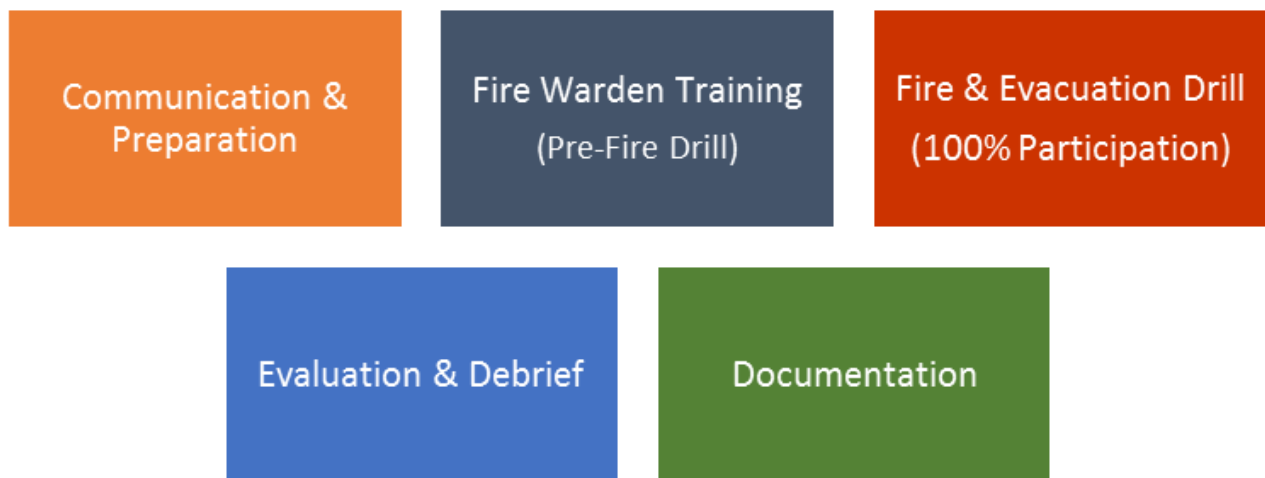 Communication &
Preparation
Fire Warden Training
(Pre-Fire Drill)
Fire & Evacuation Drill
(100% Participation)
Evaluation & Debrief
Documentation